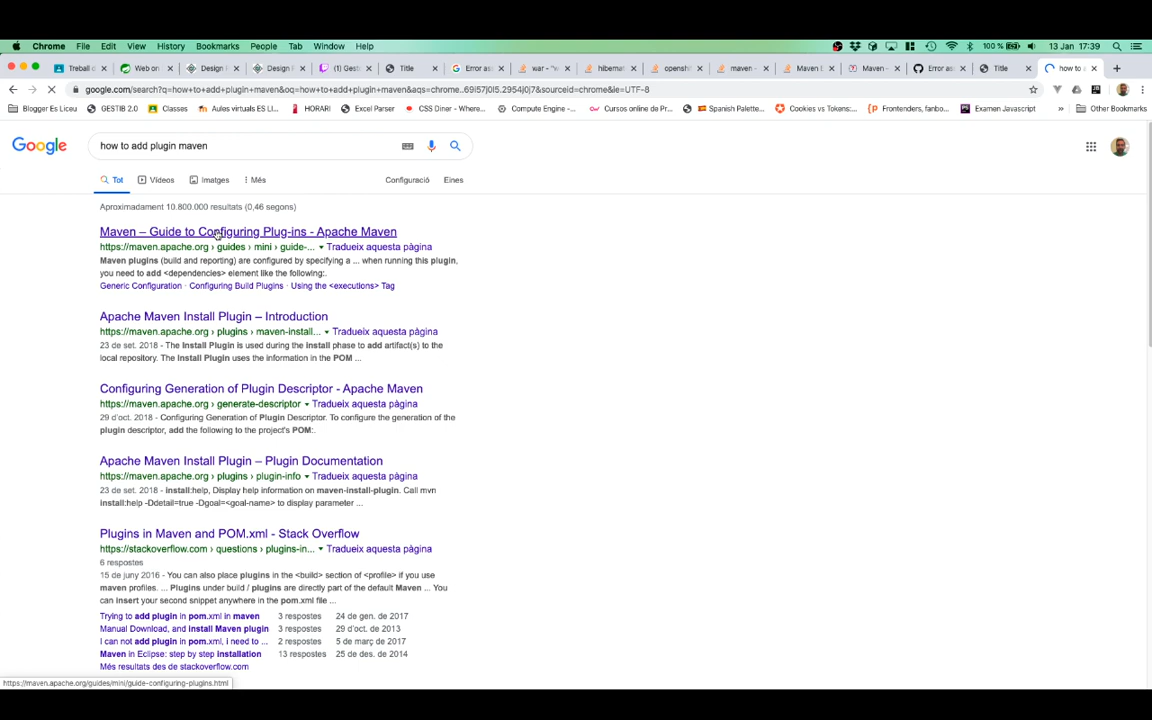 Chrome File Edit View History Bookmarks People Tab Window Help 100 % 13 Jan 17:39
Treball d Web on Design Design (1) Gest Title Error as war - "w hibernat openshi maven - Maven D Maven - Error as Title how to a
google.com/search?q=how+to+add+plugin+maven&oq=how+to+add+plugin+maven&aqs=chrome..69i57j0l5.2954j0j7&sourceid=chrome&ie=UTF-8
Blogger Es Liceu GESTIB 2.0 Classes Aules virtuals ES LI... HORARI Excel Parser CSS Diner - Where... Compute Engine -... Cursos online de Pr... Spanish Palette... Cookies vs Tokens:... Frontenders, fanbo... Examen Javascript » Other Bookmarks
Google how to add plugin maven
Tot Vídeos Imatges Més Configuració Eines
Aproximadament 10.800.000 resultats (0,46 segons)
Maven – Guide to Configuring Plug-ins - Apache Maven
https://maven.apache.org › guides › mini › guide-... Tradueix aquesta pàgina
Maven plugins (build and reporting) are configured by specifying a ... when running this plugin,
you need to add <dependencies> element like the following:.
Generic Configuration · Configuring Build Plugins · Using the <executions> Tag
Apache Maven Install Plugin – Introduction
https://maven.apache.org › plugins › maven-install... Tradueix aquesta pàgina
23 de set. 2018 - The Install Plugin is used during the install phase to add artifact(s) to the
local repository. The Install Plugin uses the information in the POM ...
Configuring Generation of Plugin Descriptor - Apache Maven
https://maven.apache.org › generate-descriptor Tradueix aquesta pàgina
29 d'oct. 2018 - Configuring Generation of Plugin Descriptor. To configure the generation of the
plugin descriptor, add the following to the project's POM:.
Apache Maven Install Plugin – Plugin Documentation
https://maven.apache.org › plugins › plugin-info Tradueix aquesta pàgina
23 de set. 2018 - install:help, Display help information on maven-install-plugin. Call mvn
install:help -Ddetail=true -Dgoal=<goal-name> to display parameter ...
Plugins in Maven and POM.xml - Stack Overflow
https://stackoverflow.com › questions › plugins-in... Tradueix aquesta pàgina
6 respostes
15 de juny 2016 - You can also place plugins in the <build> section of <profile> if you use
maven profiles. ... Plugins under build / plugins are directly part of the default Maven ... You
can insert your second snippet anywhere in the pom.xml file ...
Trying to add plugin in pom.xml in maven 3 respostes 24 de gen. de 2017
Manual Download, and install Maven plugin 3 respostes 29 d'oct. de 2013
I can not add plugin in pom.xml, i need to ... 2 respostes 5 de març de 2017
Maven in Eclipse: step by step installation 13 respostes 25 de des. de 2014
Més resultats des de stackoverflow.com
https://maven.apache.org/guides/mini/guide-configuring-plugins.html